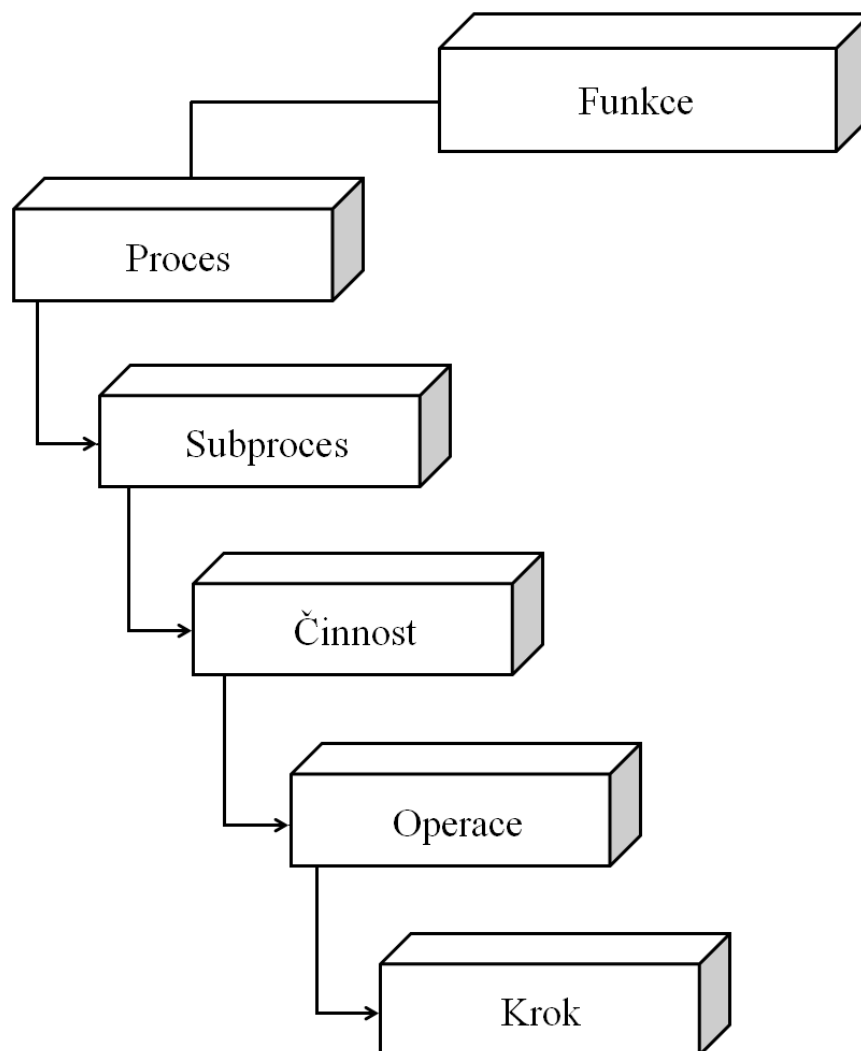 Funkce
Proces
Subproces
Činnost
Operace
Krok